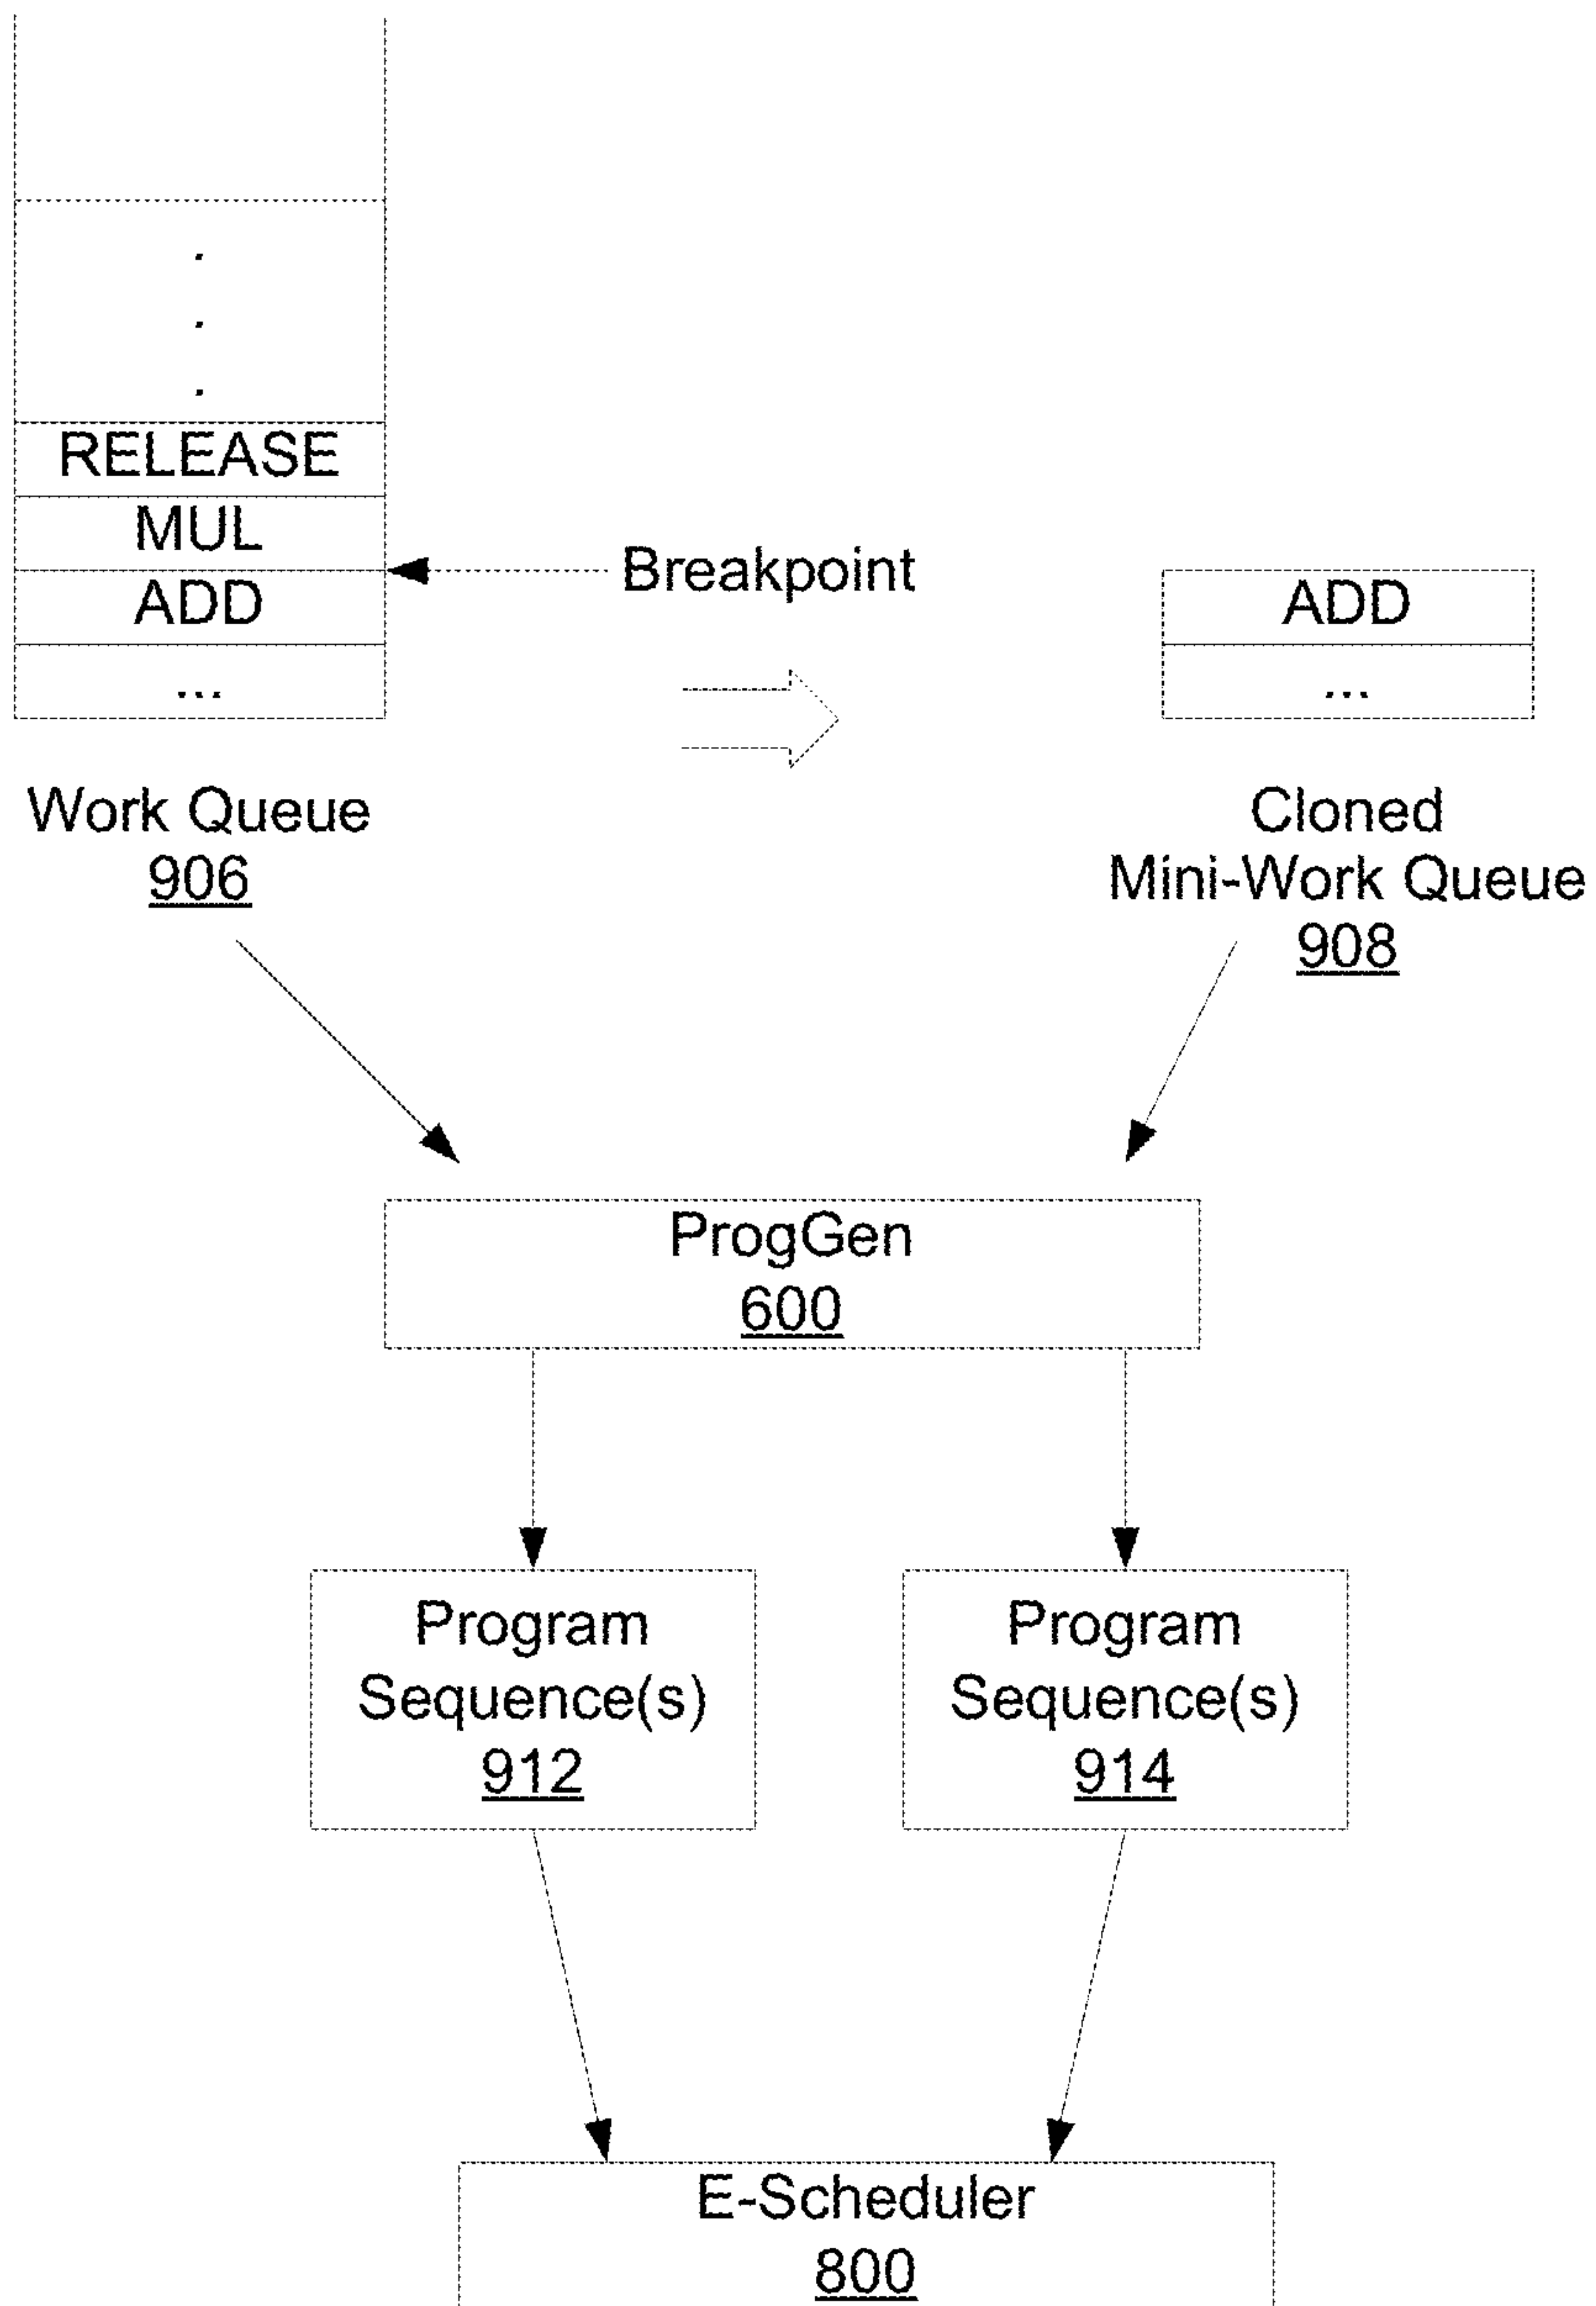 .
.
.
RELEASE
MUL
ADD
...
Breakpoint
ADD
...
Work Queue
906
Cloned
Mini-Work Queue
908
ProgGen
600
Program
Sequence(s)
912
Program
Sequence(s)
914
E-Scheduler
800